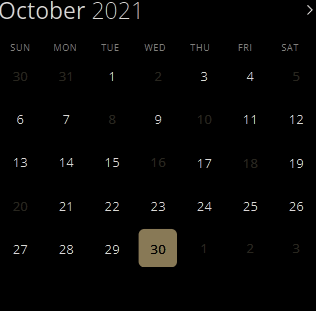 October 2021 >
SUN MON TUE WED THU FRI SAT
30 31 1 2 3 4 5
6 7 8 9 10 11 12
13 14 15 16 17 18 19
20 21 22 23 24 25 26
27 28 29 30 1 2 3